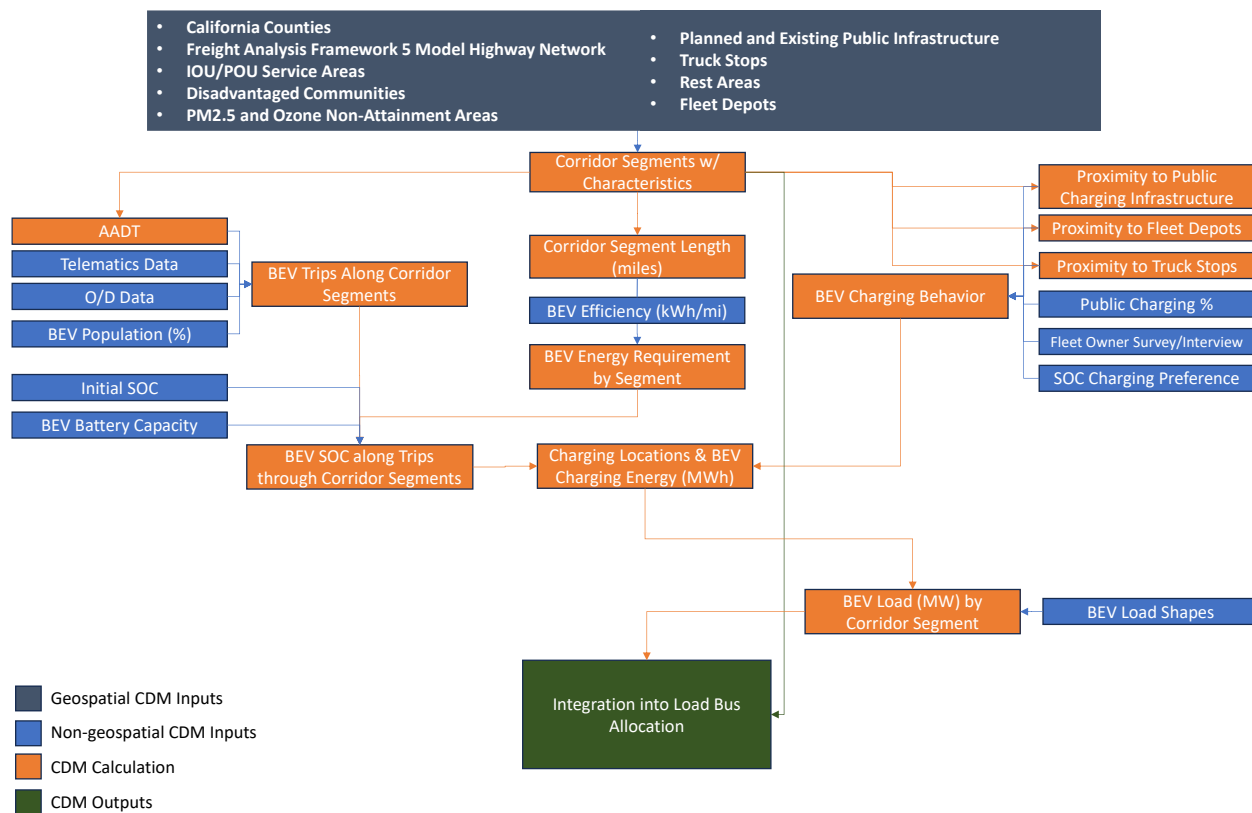 California Counties
Freight Analysis Framework 5 Model Highway Network
IOU/POU Service Areas
Disadvantaged Communities
PM2.5 and Ozone Non-Attainment Areas
Planned and Existing Public Infrastructure
Truck Stops
Rest Areas
Fleet Depots
Corridor Segments w/
Characteristics
AADT
Telematics Data
O/D Data
BEV Population (%)
BEV Trips Along Corridor
Segments
Corridor Segment Length
(miles)
BEV Efficiency (kWh/mi)
BEV Energy Requirement
by Segment
BEV Charging Behavior
Proximity to Public
Charging Infrastructure
Proximity to Fleet Depots
Proximity to Truck Stops
Public Charging %
Fleet Owner Survey/Interview
SOC Charging Preference
Initial SOC
BEV Battery Capacity
BEV SOC along Trips
through Corridor Segments
Charging Locations & BEV
Charging Energy (MWh)
BEV Load (MW) by
Corridor Segment
BEV Load Shapes
Integration into Load Bus
Allocation
Geospatial CDM Inputs
Non-geospatial CDM Inputs
CDM Calculation
CDM Outputs